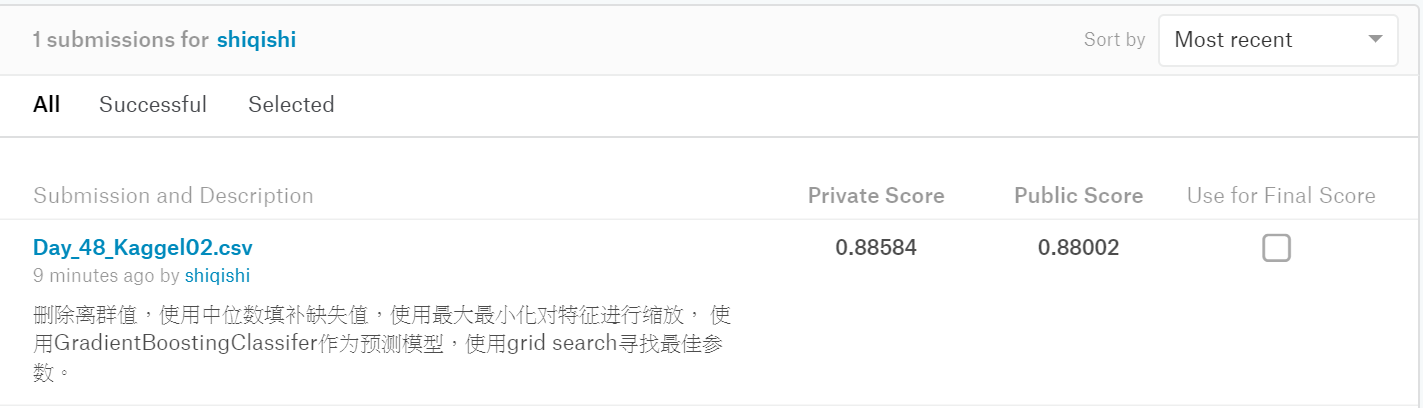 1 submissions for shiqishi
Sort by Most recent
All Successful Selected
Submission and Description Private Score Public Score Use for Final Score
Day_48_Kaggel02.csv 0.88584 0.88002
9 minutes ago by shiqishi
删除离群值，使用中位数填补缺失值，使用最大最小化对特征进行缩放， 使
用GradientBoostingClassifer作为预测模型，使用grid search寻找最佳参
数。